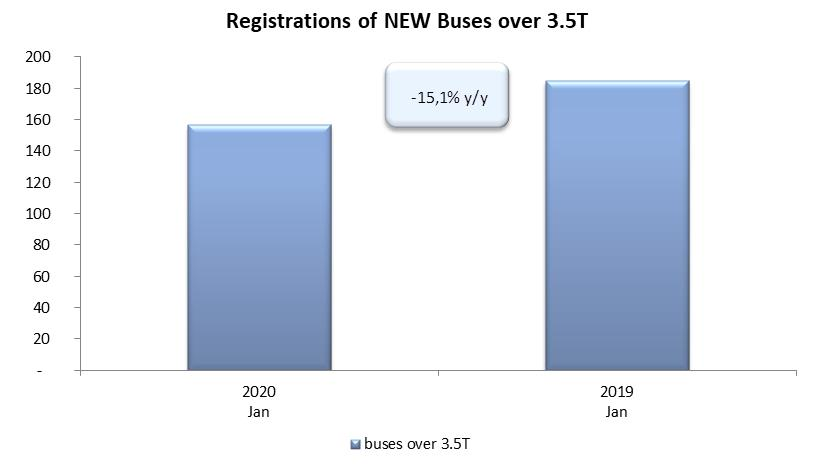 Registrations of NEW Buses over 3.5T
200
180
160
140
120
100
80
60
40
20
-
-15,1% y/y
2020
Jan
2019
Jan
buses over 3.5T